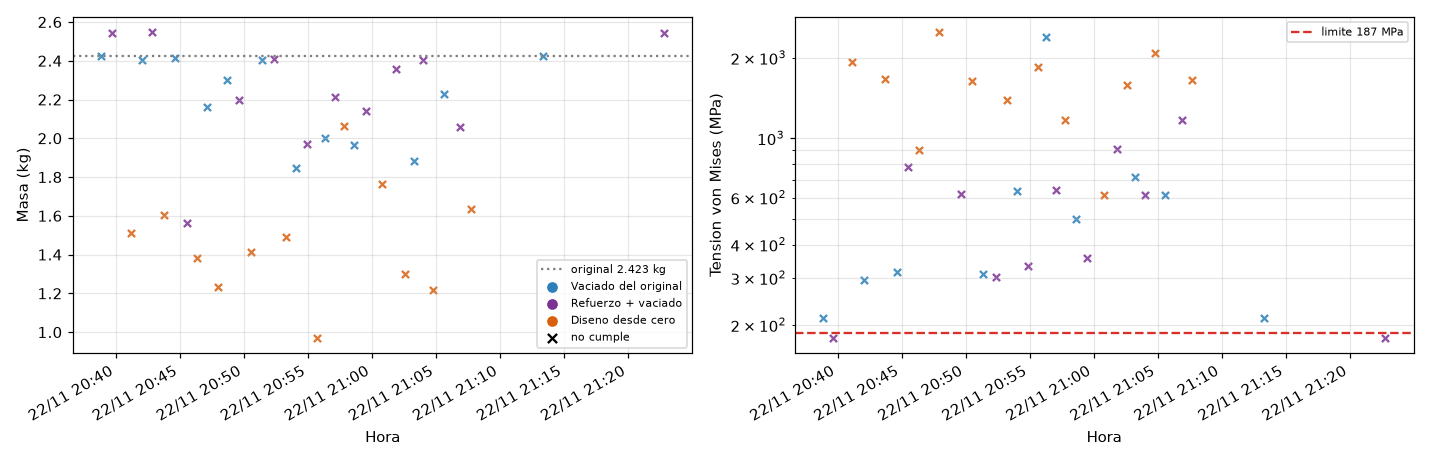 2.6
2.4
2.2
2.0
1.8
1.6
1.4
1.2
1.0
Masa (kg)
original 2.423 kg
Vaciado del original
Refuerzo + vaciado
Diseno desde cero
no cumple
22/11 20:40
22/11 20:45
22/11 20:50
22/11 20:55
22/11 21:00
22/11 21:05
22/11 21:10
22/11 21:15
22/11 21:20
Hora
limite 187 MPa
2 × 10³
10³
6 × 10²
4 × 10²
3 × 10²
2 × 10²
Tension von Mises (MPa)
22/11 20:40
22/11 20:45
22/11 20:50
22/11 20:55
22/11 21:00
22/11 21:05
22/11 21:10
22/11 21:15
22/11 21:20
Hora